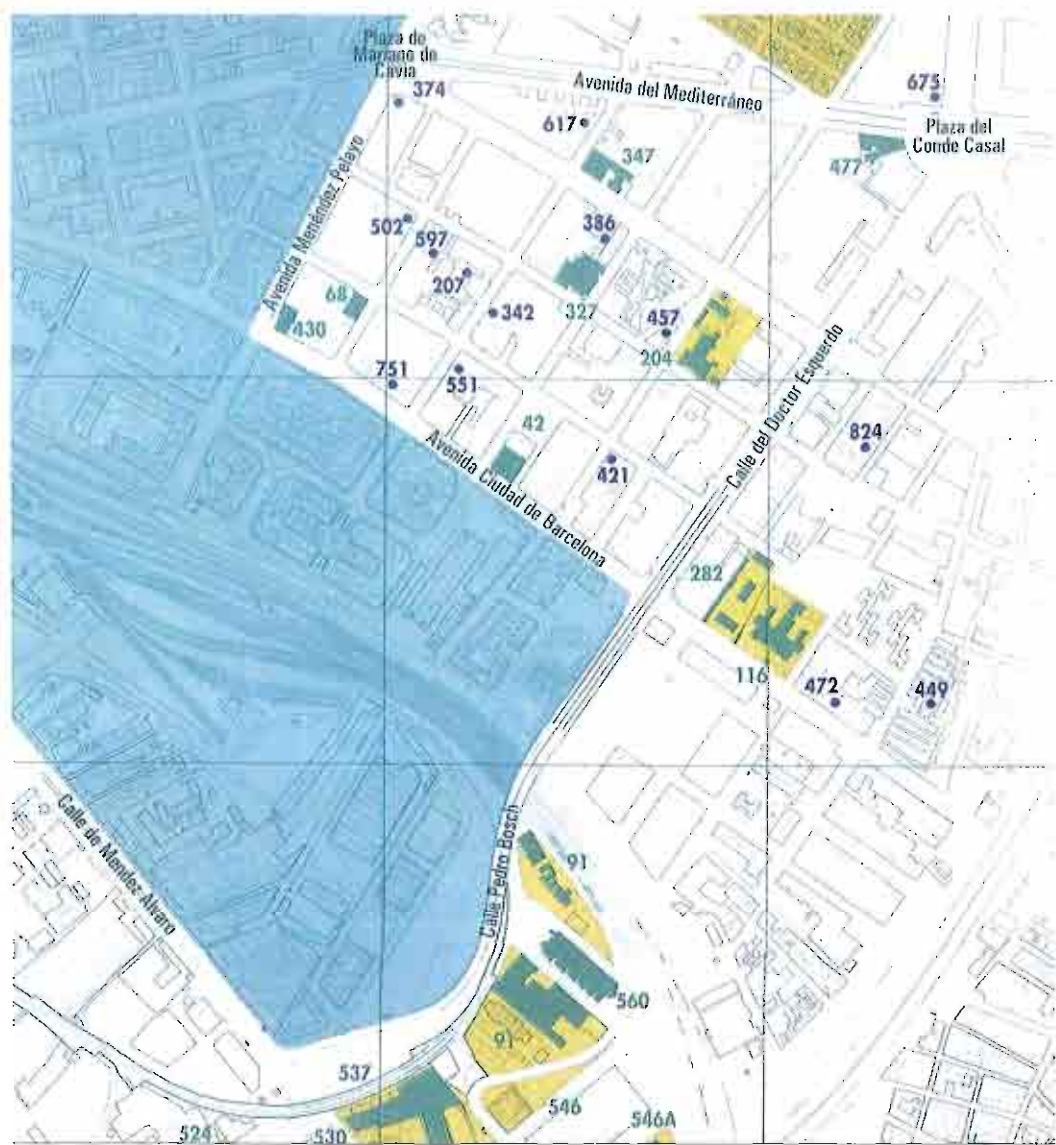 Plaza de
Mariano de
Cavia
374
Avenida del Mediterráneo
675
617
Plaza del
Conde Casal
347
477
Avenida Menéndez Pelayo
502
597
386
207
68
342
327
430
457
204
751
551
Calle del Doctor Esquerdo
42
824
Avenida Ciudad de Barcelona
421
282
116
472
449
Calle de Mendez Alvaro
Calle Pedro Bosch
91
560
91
537
546
524
530
546A